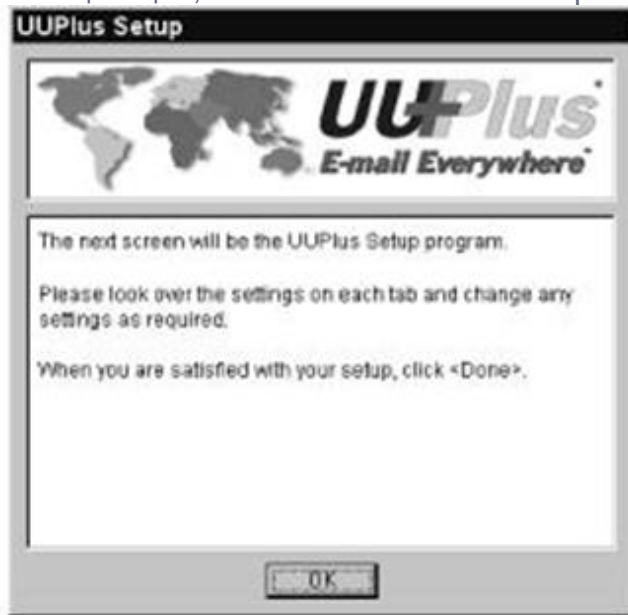 UUPlus Setup
UUPlus
E-mail Everywhere
The next screen will be the UUPlus Setup program.
Please look over the settings on each tab and change any
settings as required.
When you are satisfied with your setup, click <Done>.
OK